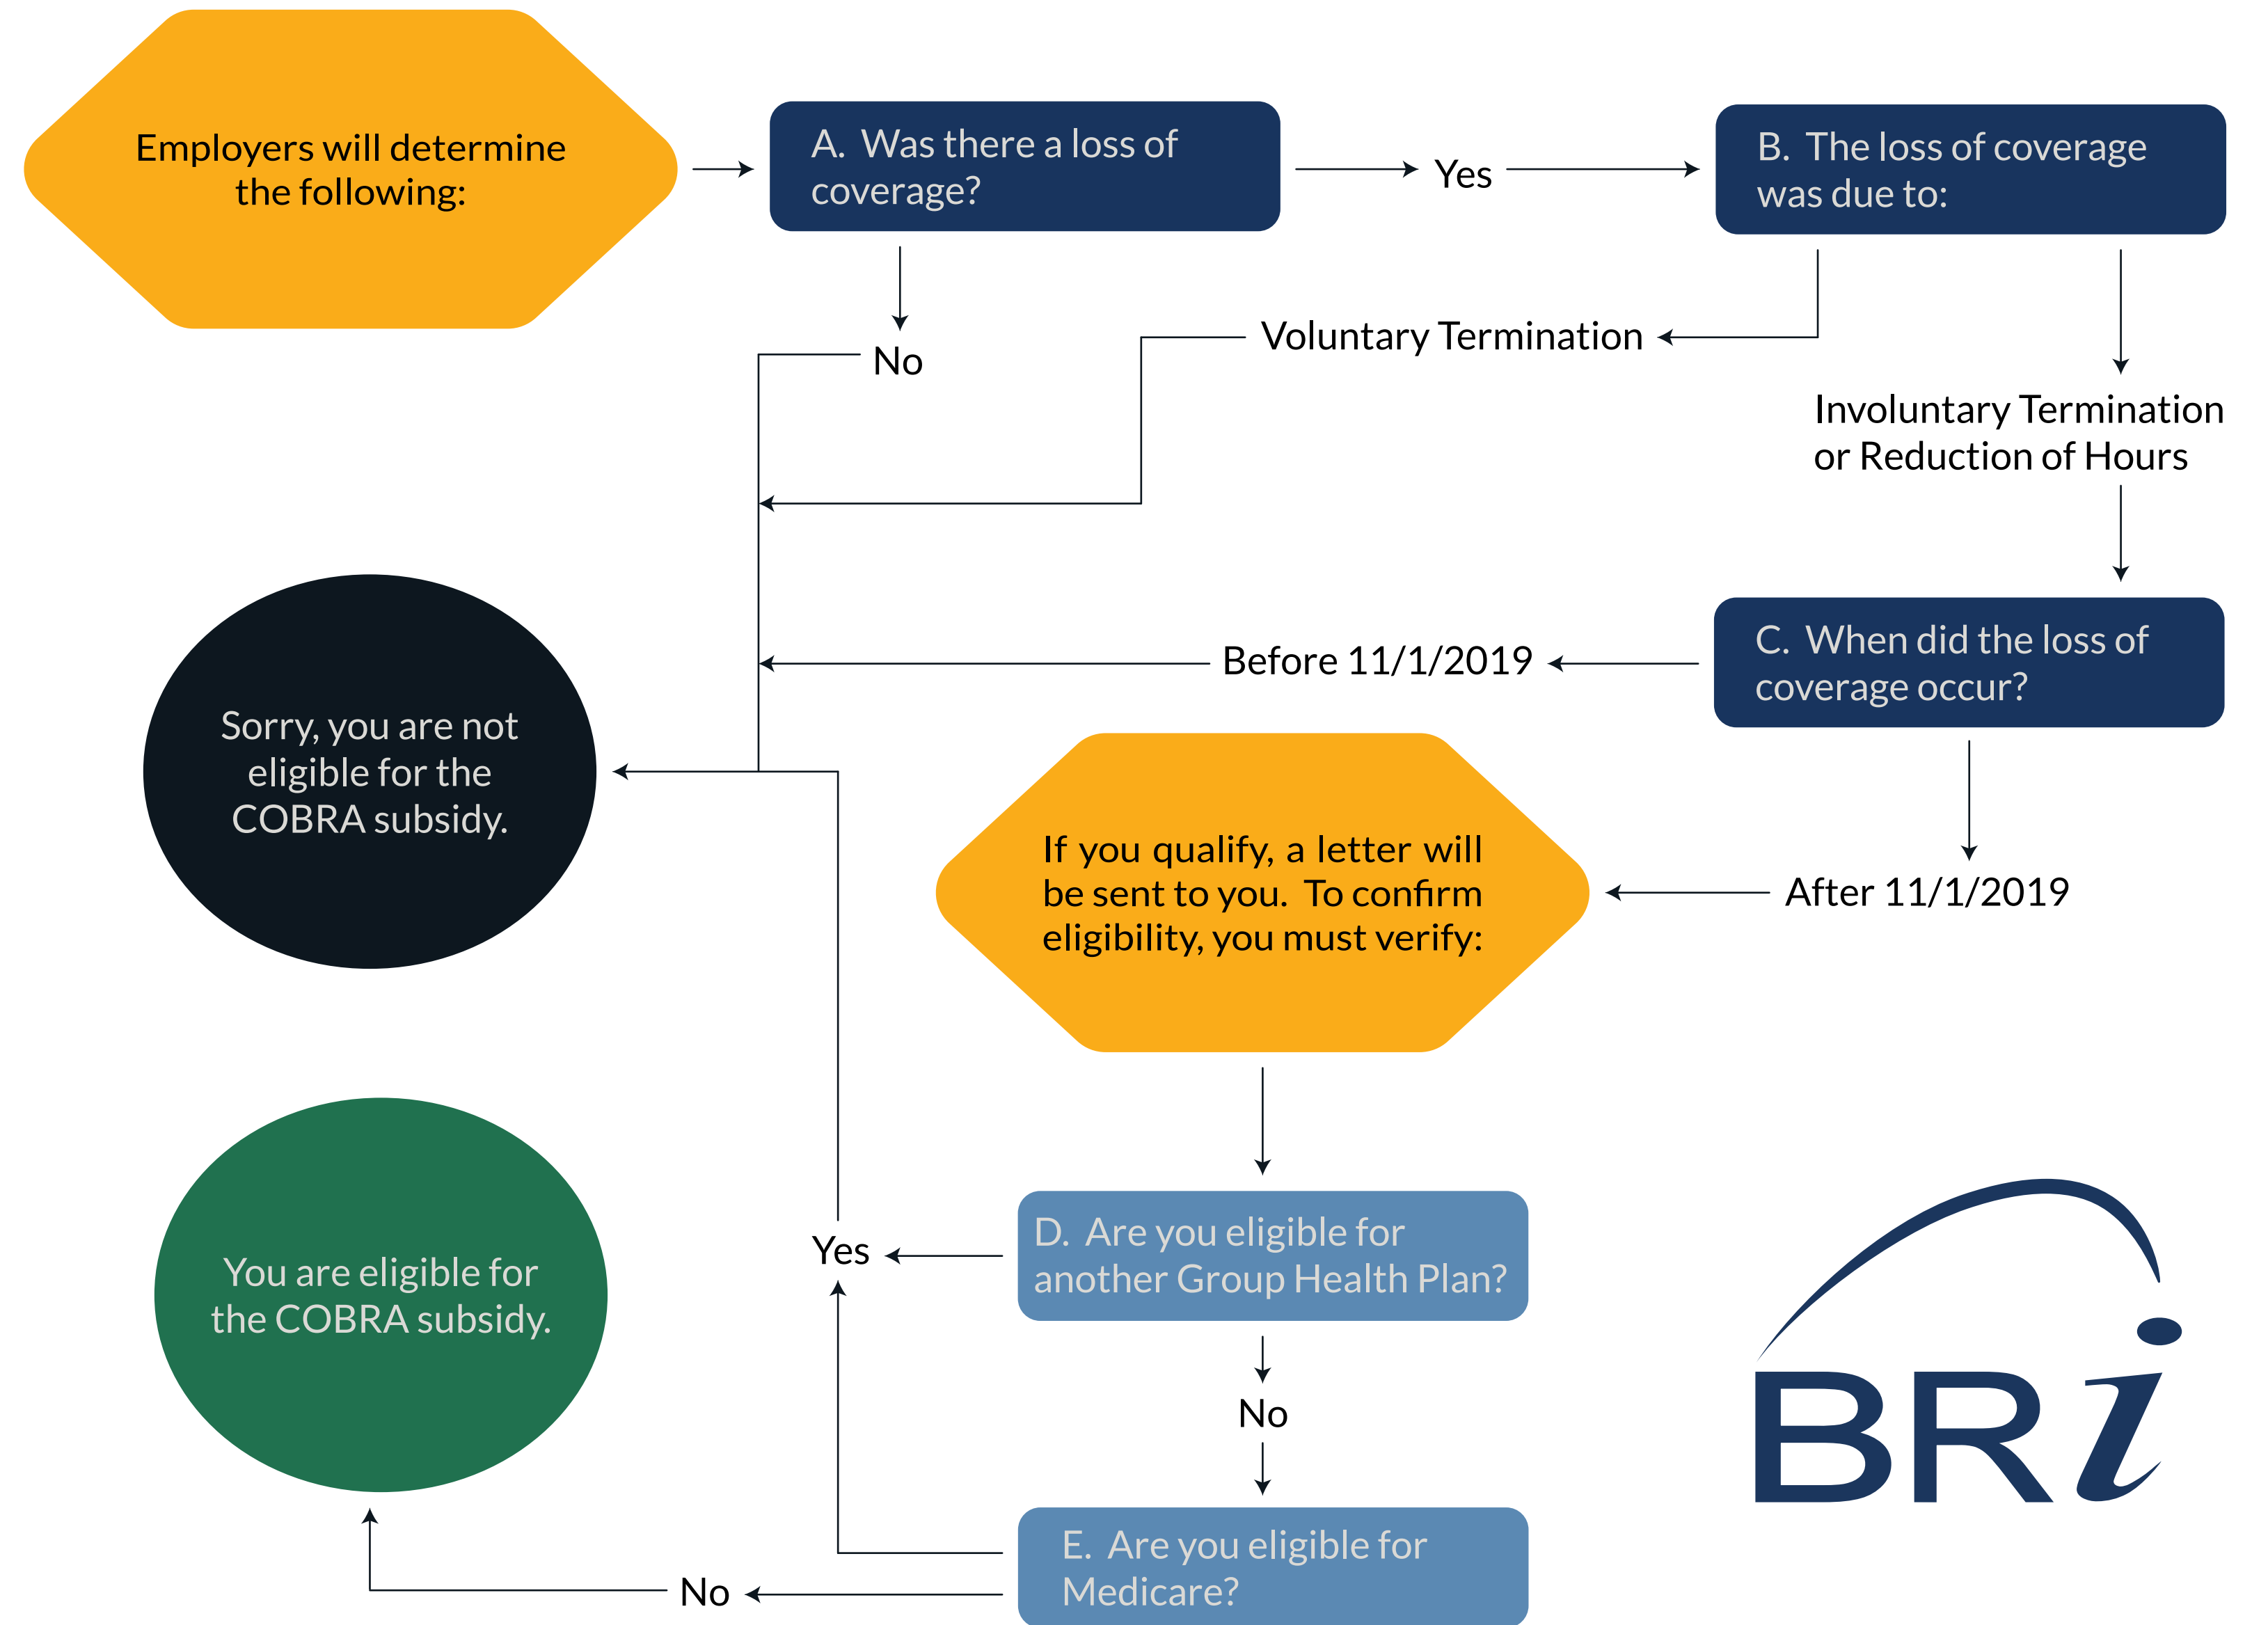 Employers will determine
the following:
A. Was there a loss of
coverage?
Yes
B. The loss of coverage
was due to:
Voluntary Termination
No
Involuntary Termination
or Reduction of Hours
C. When did the loss of
coverage occur?
Before 11/1/2019
Sorry, you are not
eligible for the
COBRA subsidy.
If you qualify, a letter will
be sent to you. To confirm
eligibility, you must verify:
After 11/1/2019
D. Are you eligible for
another Group Health Plan?
Yes
You are eligible for
the COBRA subsidy.
No
E. Are you eligible for
Medicare?
No
BRi